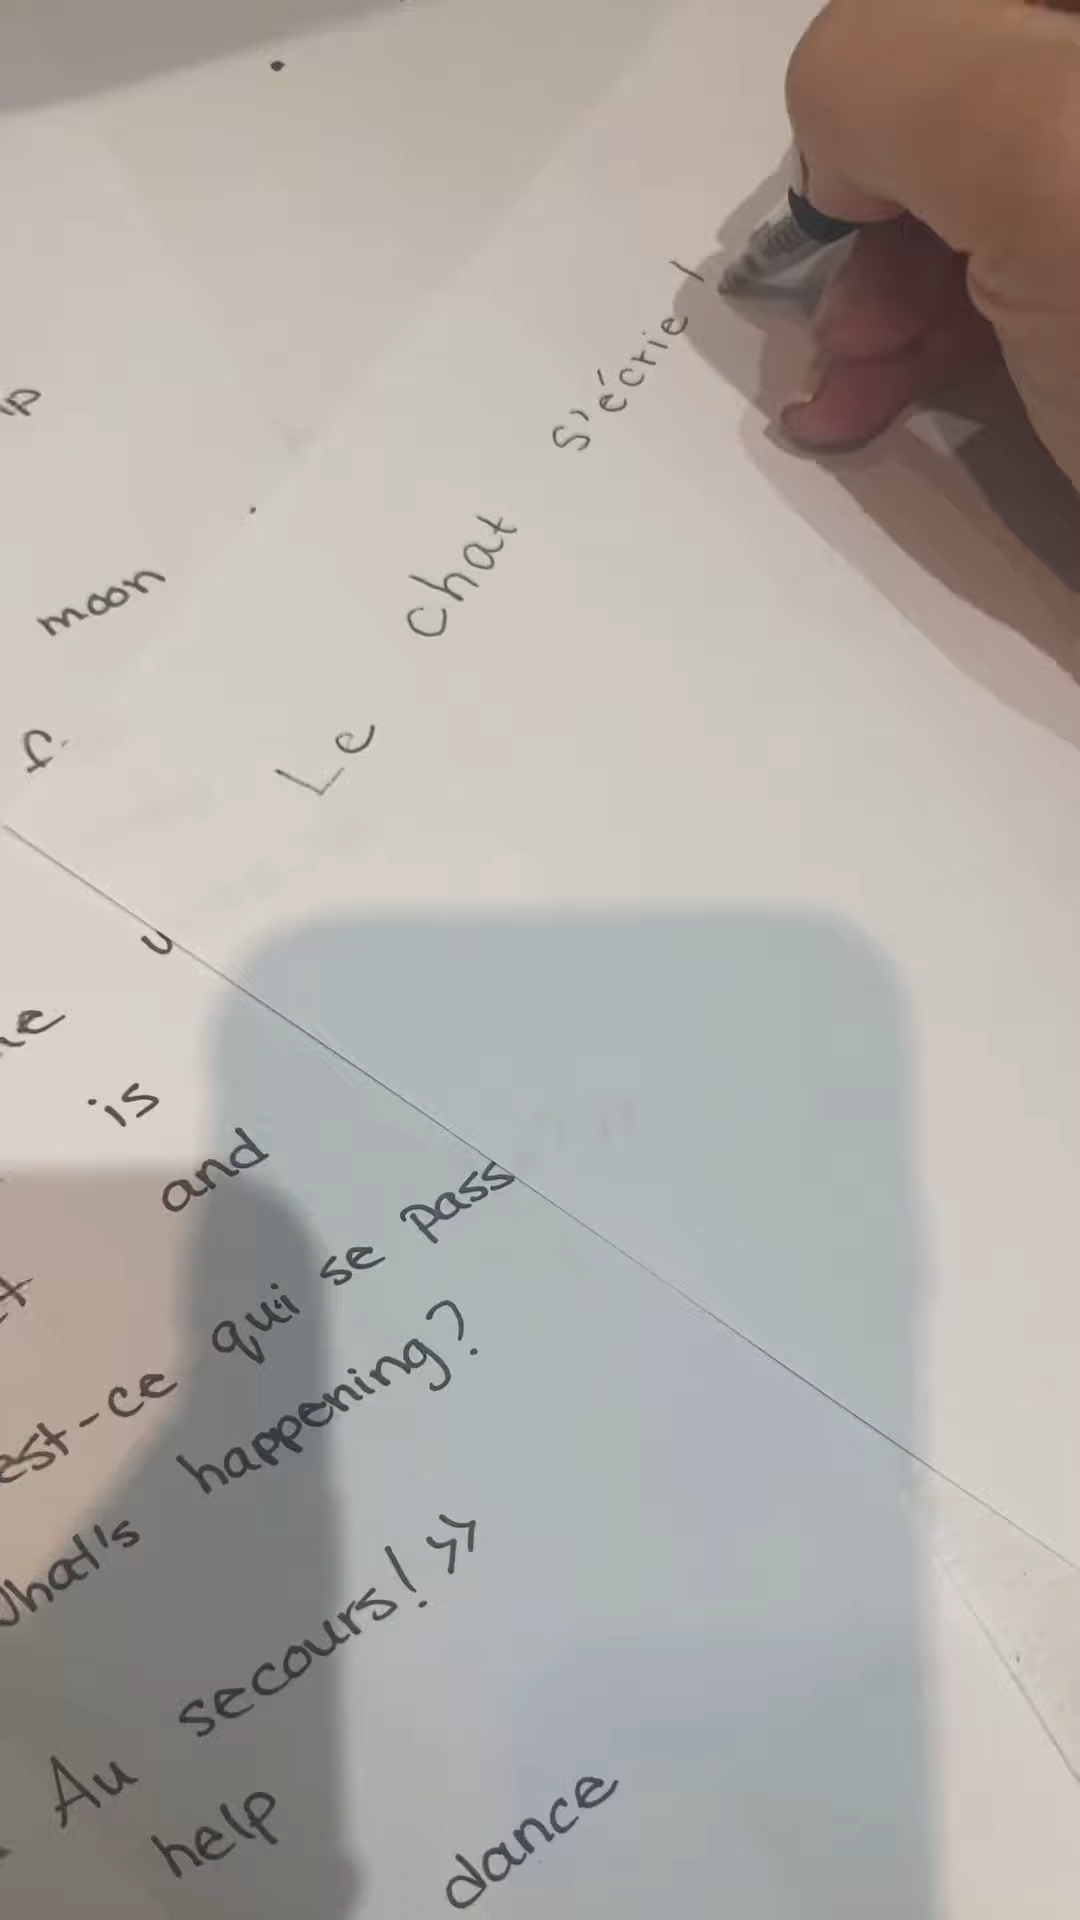 moon
Le chat s'écrie
is
and
est-ce qui se pass
What's happening?
Au secours! »
help
dance